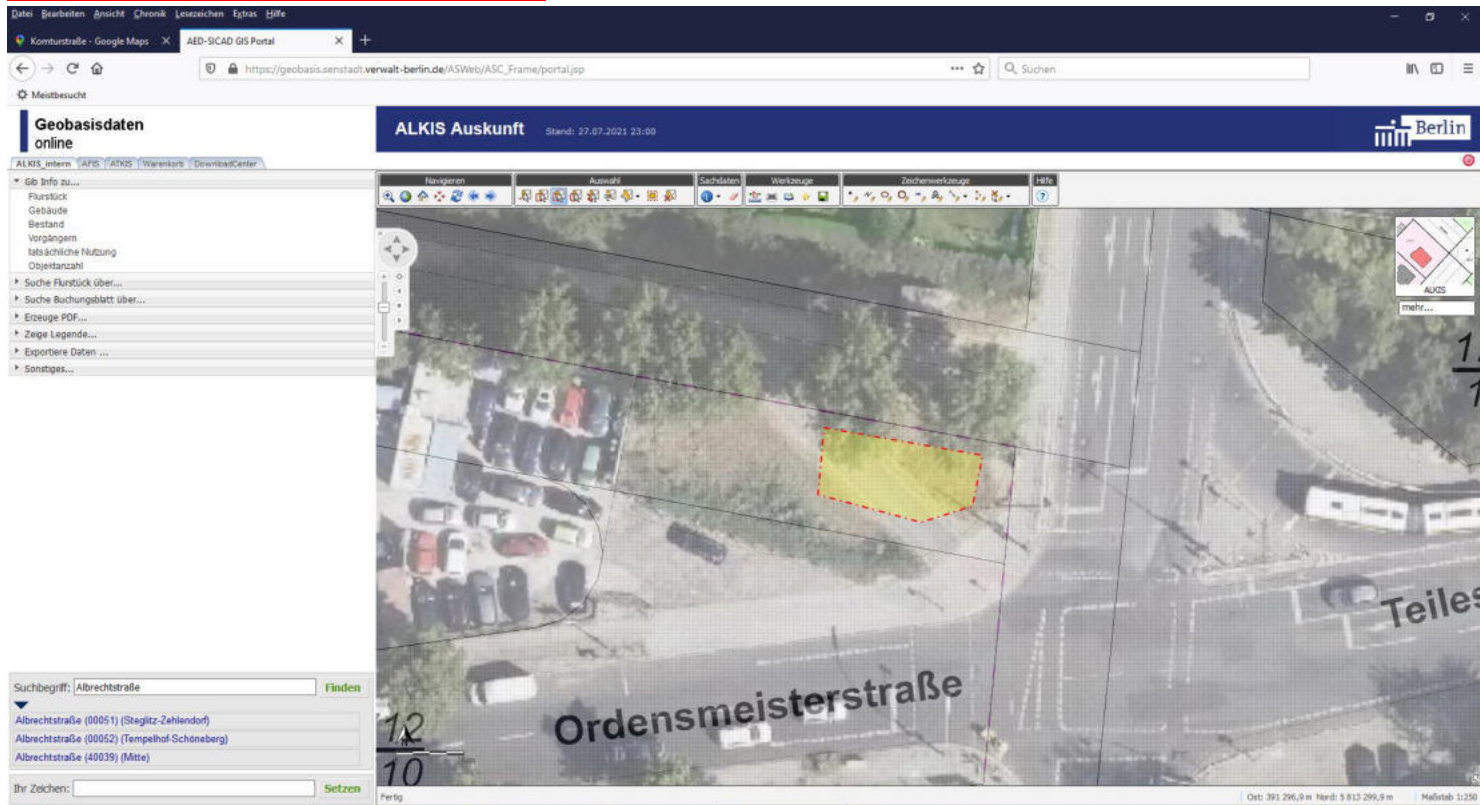 Datei Bearbeiten Ansicht Chronik Lesezeichen Extras Hilfe
Komturstraße - Google Maps
AED-SICAD GIS Portal
https://geobasis.senstadt.verwalt-berlin.de/ASWeb/ASC_Frame/portal.jsp
Suchen
Meistbesucht
Geobasisdaten
online
ALKIS Auskunft Stand: 27.07.2021 23:00
Berlin
ALKIS_intern AFIS ATKIS Warenkorb DownloadCenter
Gib Info zu...
Flurstück
Gebäude
Bestand
Vorgängern
tatsächliche Nutzung
Objektanzahl
Suche Flurstück über...
Suche Buchungsblatt über...
Erzeuge PDF...
Zeige Legende...
Exportiere Daten ...
Sonstiges...
Navigieren Auswahl Sachdaten Werkzeuge Zeichenwerkzeuge Hilfe
ALKIS
mehr...
Teiles
Ordensmeisterstraße
12
10
Suchbegriff: Albrechtstraße Finden
Albrechtstraße (00051) (Steglitz-Zehlendorf)
Albrechtstraße (00052) (Tempelhof-Schöneberg)
Albrechtstraße (40039) (Mitte)
Ihr Zeichen: Setzen
Fertig
Ost: 391 296,9 m Nord: 5 813 299,9 m Maßstab 1:250